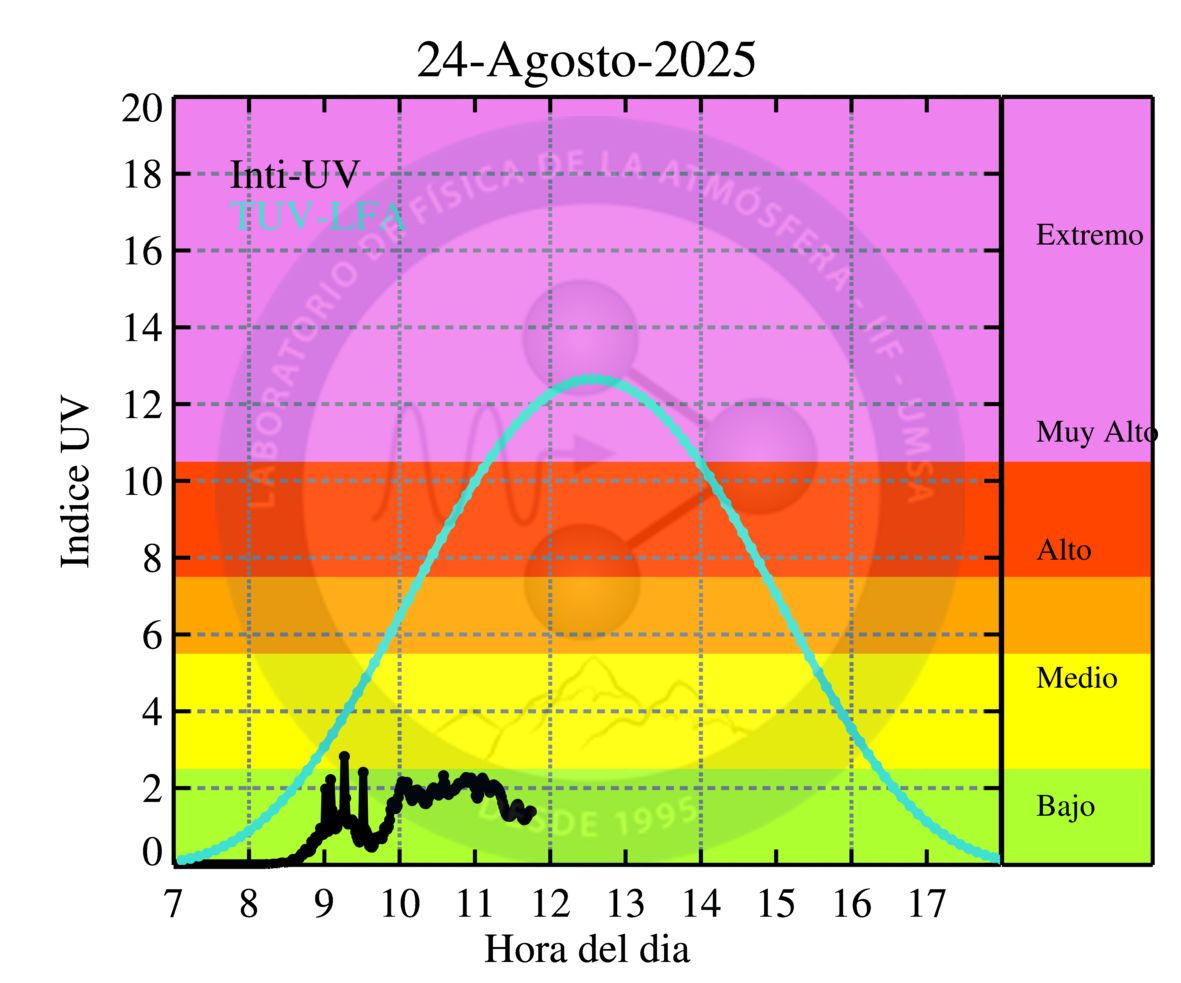 24-Agosto-2025
20
18
16
14
12
10
8
6
4
2
0
Indice UV
Inti-UV
TUV-LFA
LABORATORIO DE FÍSICA DE LA ATMÓSFERA - IIF - UMSA
DESDE 1995
Extremo
Muy Alto
Alto
Medio
Bajo
7 8 9 10 11 12 13 14 15 16 17
Hora del dia